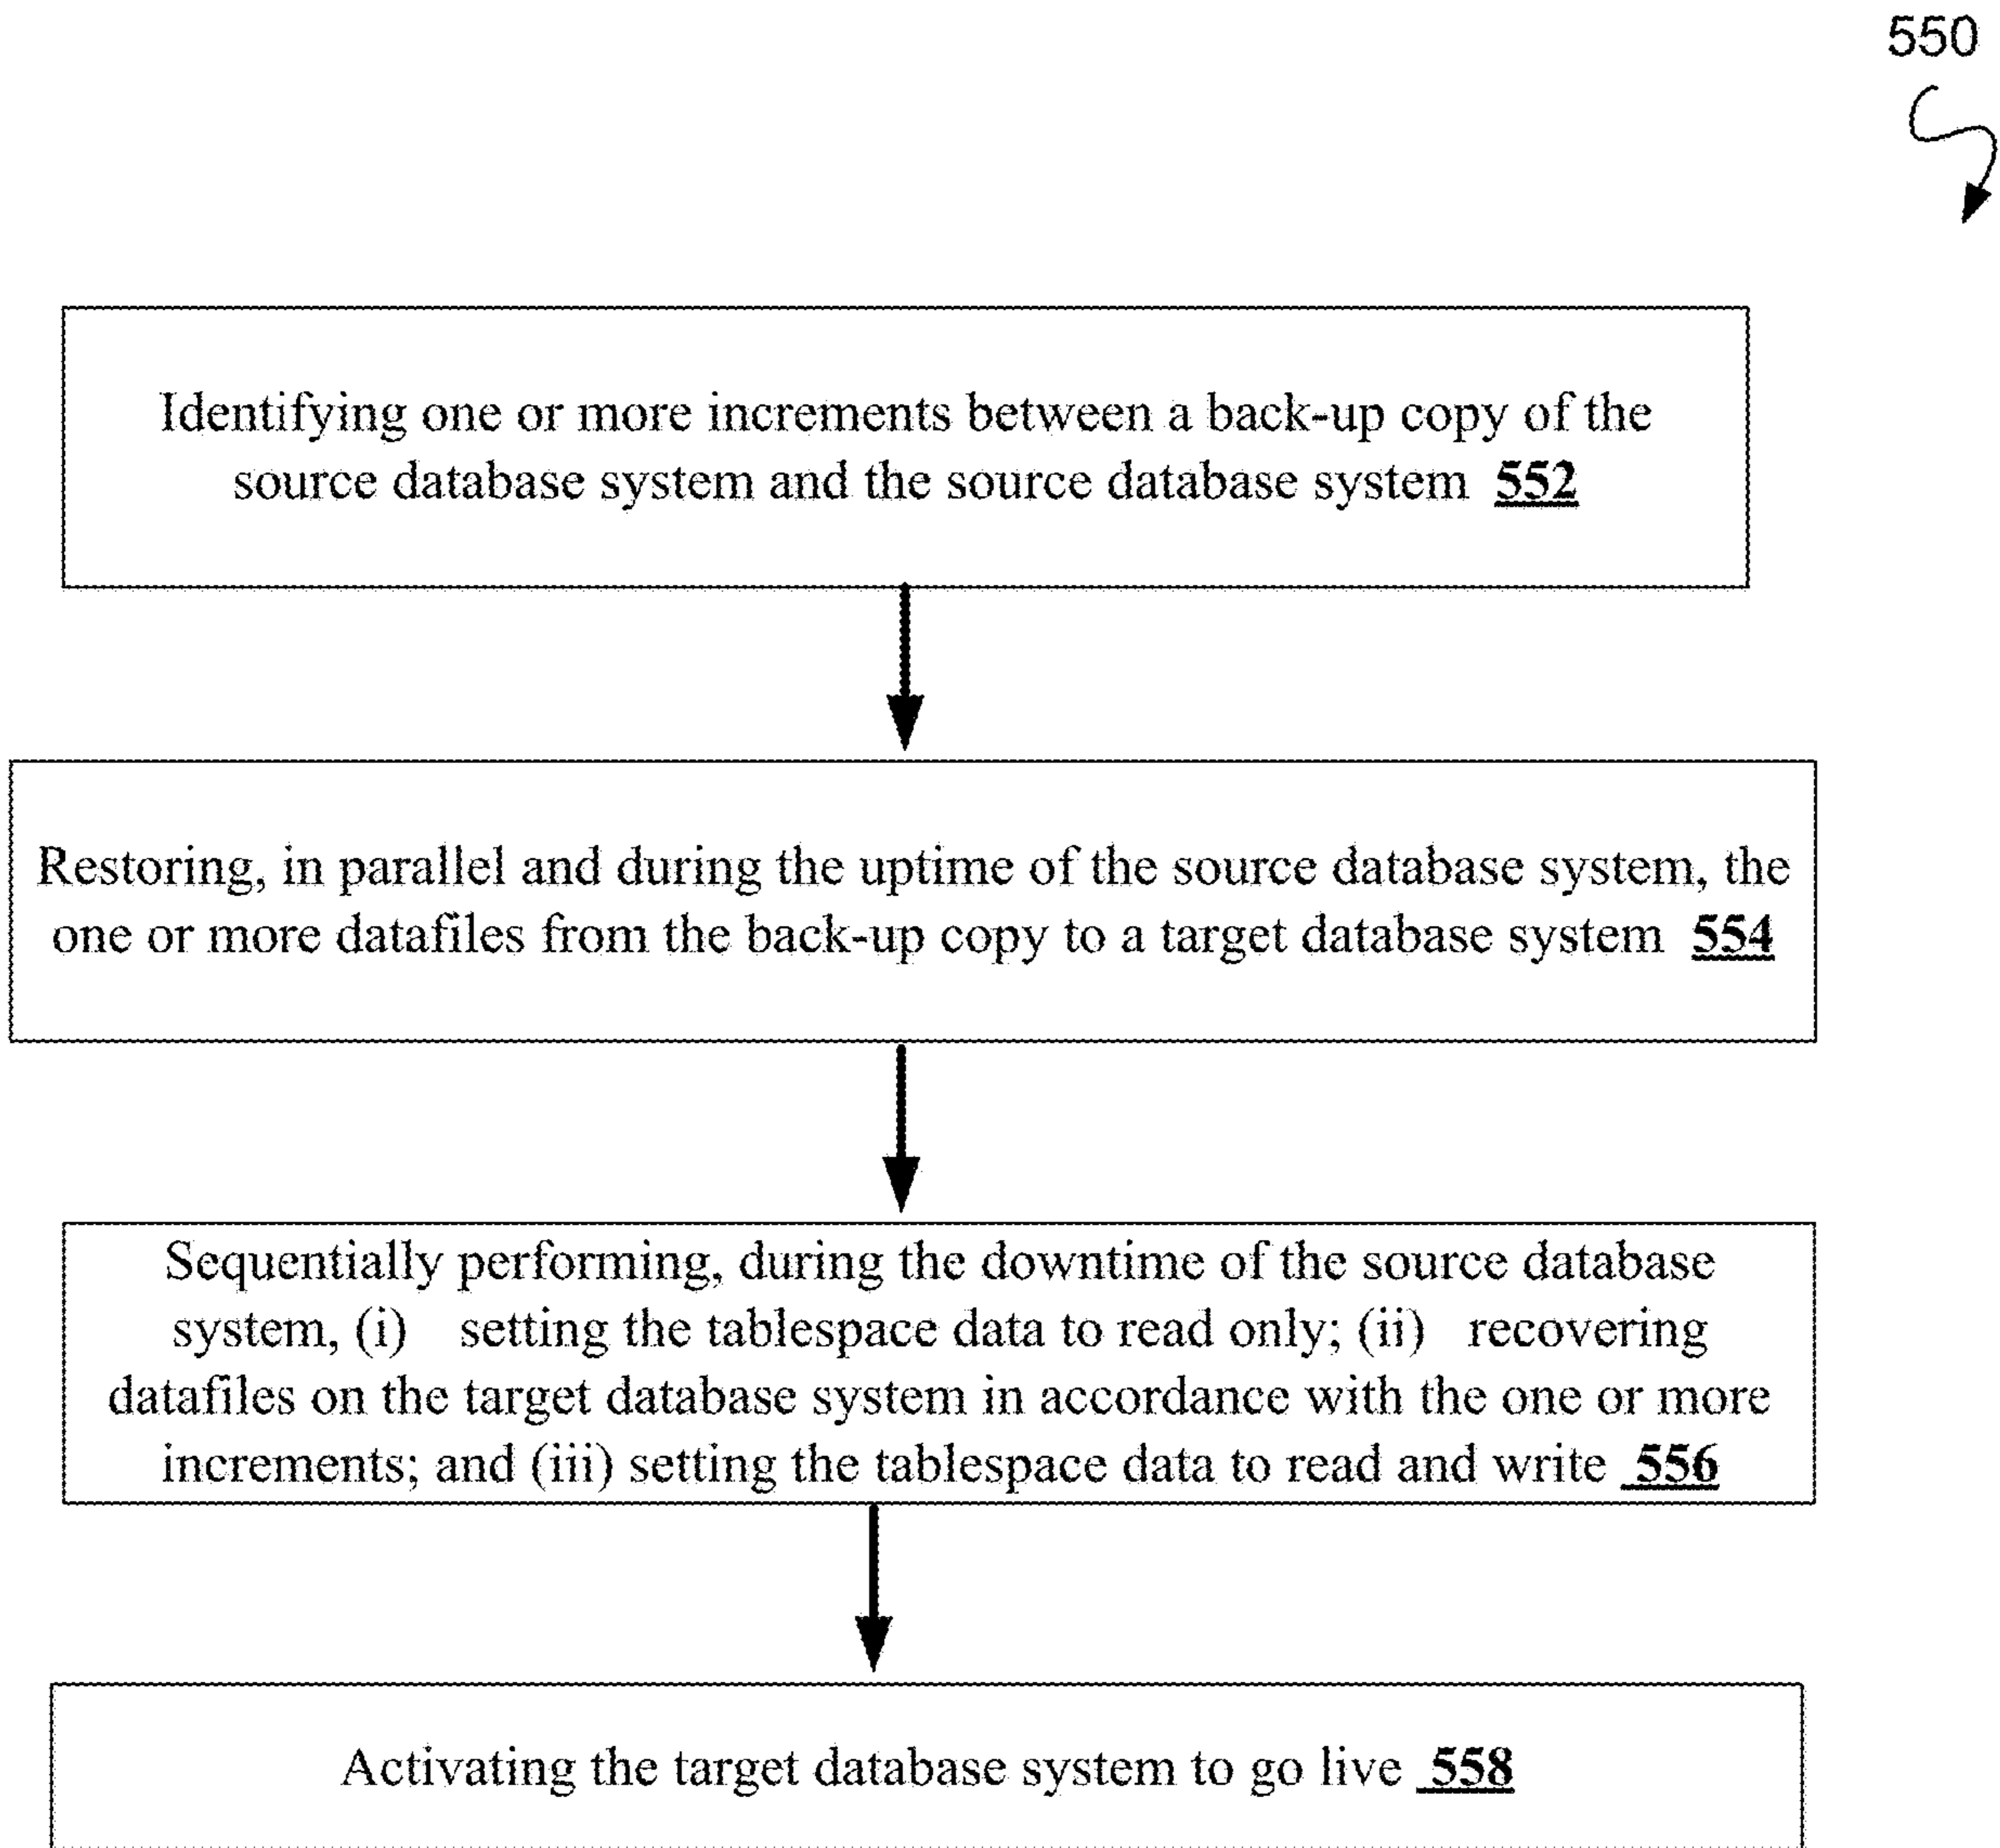 550
Identifying one or more increments between a back-up copy of the
source database system and the source database system 552
Restoring, in parallel and during the uptime of the source database system, the
one or more datafiles from the back-up copy to a target database system 554
Sequentially performing, during the downtime of the source database
system, (i) setting the tablespace data to read only; (ii) recovering
datafiles on the target database system in accordance with the one or more
increments; and (iii) setting the tablespace data to read and write 556
Activating the target database system to go live 558